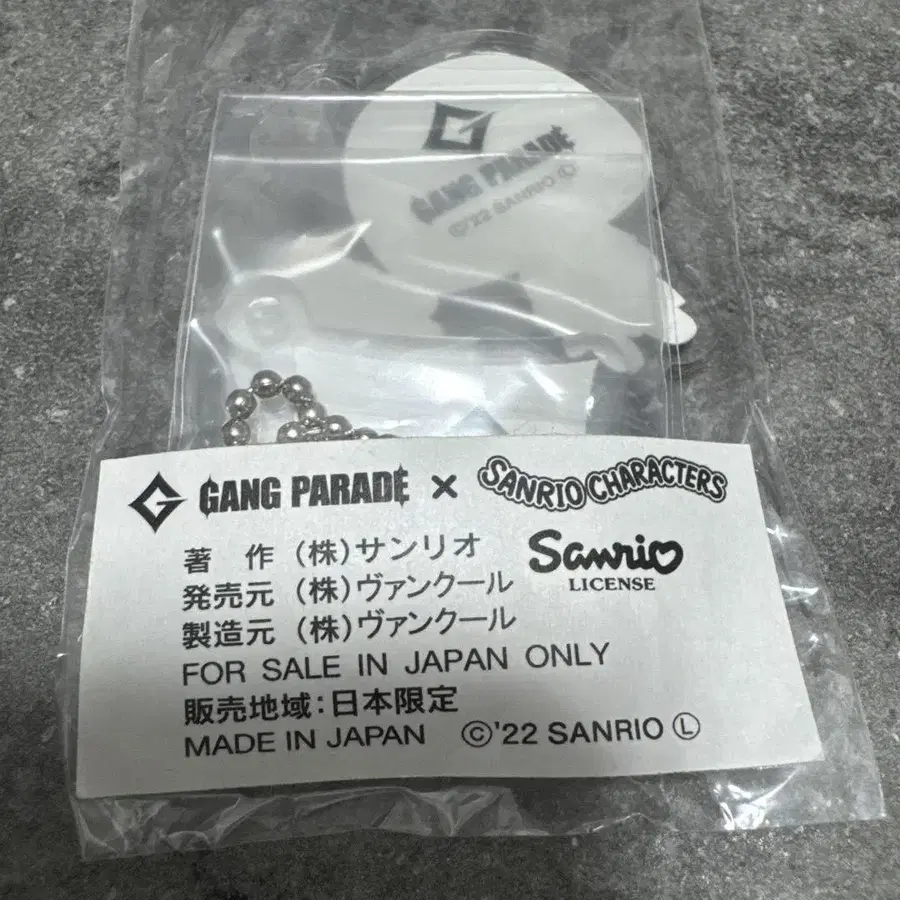 GANG PARADE
©'22 SANRIO Ⓛ
GANG PARADE × SANRIO CHARACTERS
著 作 (株)サンリオ
Sanrio
LICENSE
発売元 (株)ヴァンクール
製造元 (株)ヴァンクール
FOR SALE IN JAPAN ONLY
販売地域:日本限定
MADE IN JAPAN ©'22 SANRIO Ⓛ